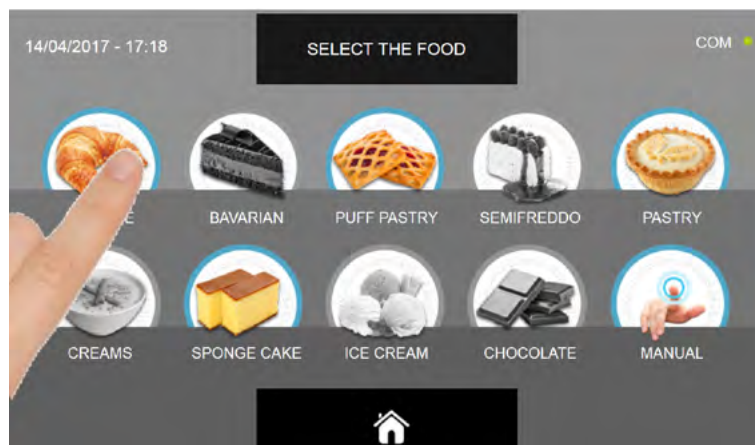 14/04/2017 - 17:18
SELECT THE FOOD
COM
BAVARIAN
PUFF PASTRY
SEMIFREDDO
PASTRY
CREAMS
SPONGE CAKE
ICE CREAM
CHOCOLATE
MANUAL